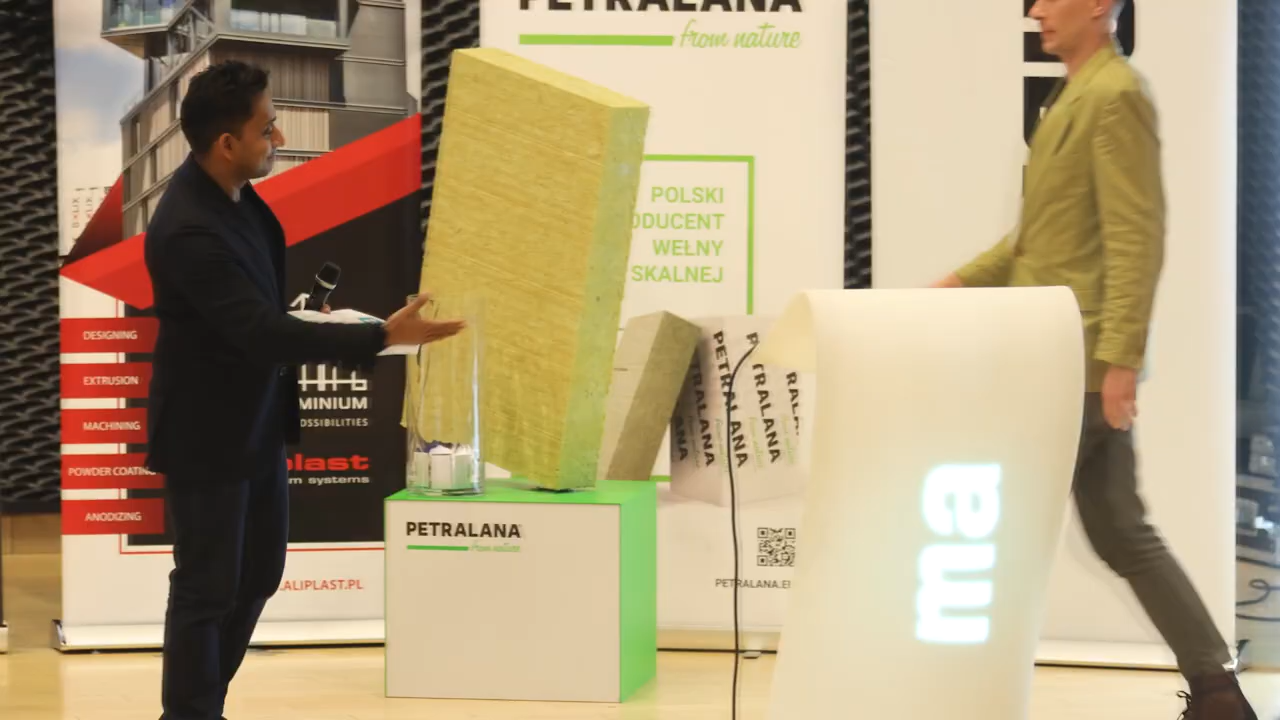 PETRALANA
from nature
POLSKI
ODUCENT
WEŁNY
SKALNEJ
DESIGNING
EXTRUSION
MACHINING
POWDER COATING
ANODIZING
MINIUM
OSSIBILITIES
plast
m systems
.ALIPLAST.PL
PETRALANA
from nature
PETRALANA
PETRALANA
PETRALANA
PETRALANA.E
ma